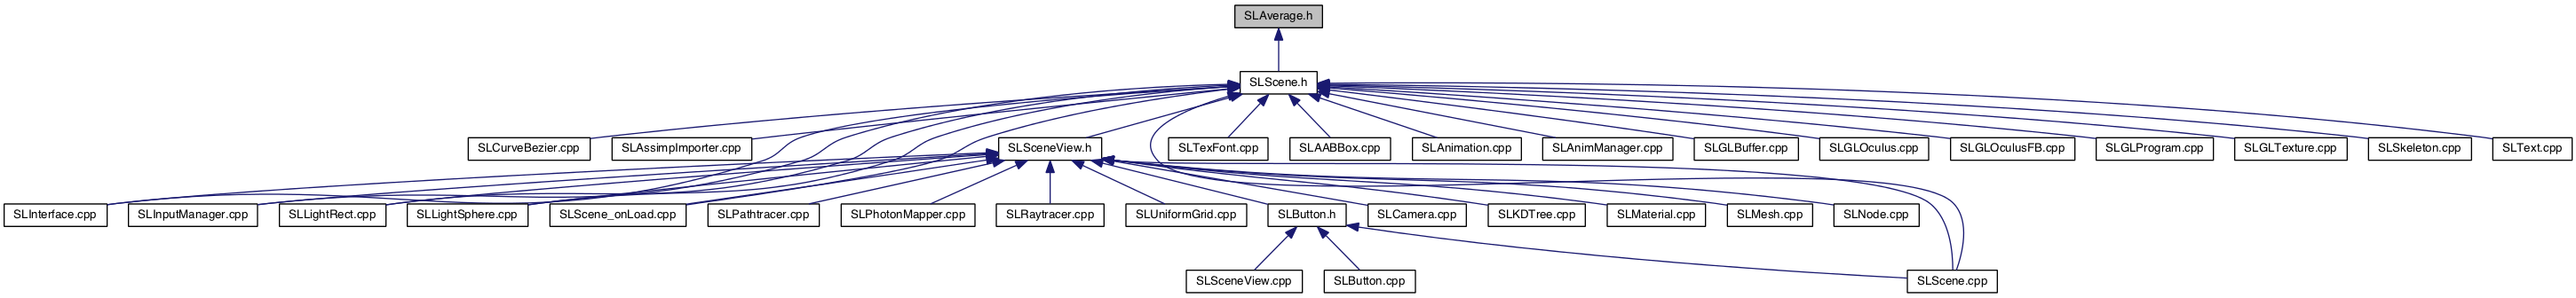 SLAverage.h
SLScene.h
SLCurveBezier.cpp
SLAssimpImporter.cpp
SLSceneView.h
SLTexFont.cpp
SLAABBox.cpp
SLAnimation.cpp
SLAnimManager.cpp
SLGLBuffer.cpp
SLGLOculus.cpp
SLGLOculusFB.cpp
SLGLProgram.cpp
SLGLTexture.cpp
SLSkeleton.cpp
SLText.cpp
SLInterface.cpp
SLInputManager.cpp
SLLightRect.cpp
SLLightSphere.cpp
SLScene_onLoad.cpp
SLPathtracer.cpp
SLPhotonMapper.cpp
SLRaytracer.cpp
SLUniformGrid.cpp
SLButton.h
SLCamera.cpp
SLKDTree.cpp
SLMaterial.cpp
SLMesh.cpp
SLNode.cpp
SLSceneView.cpp
SLButton.cpp
SLScene.cpp